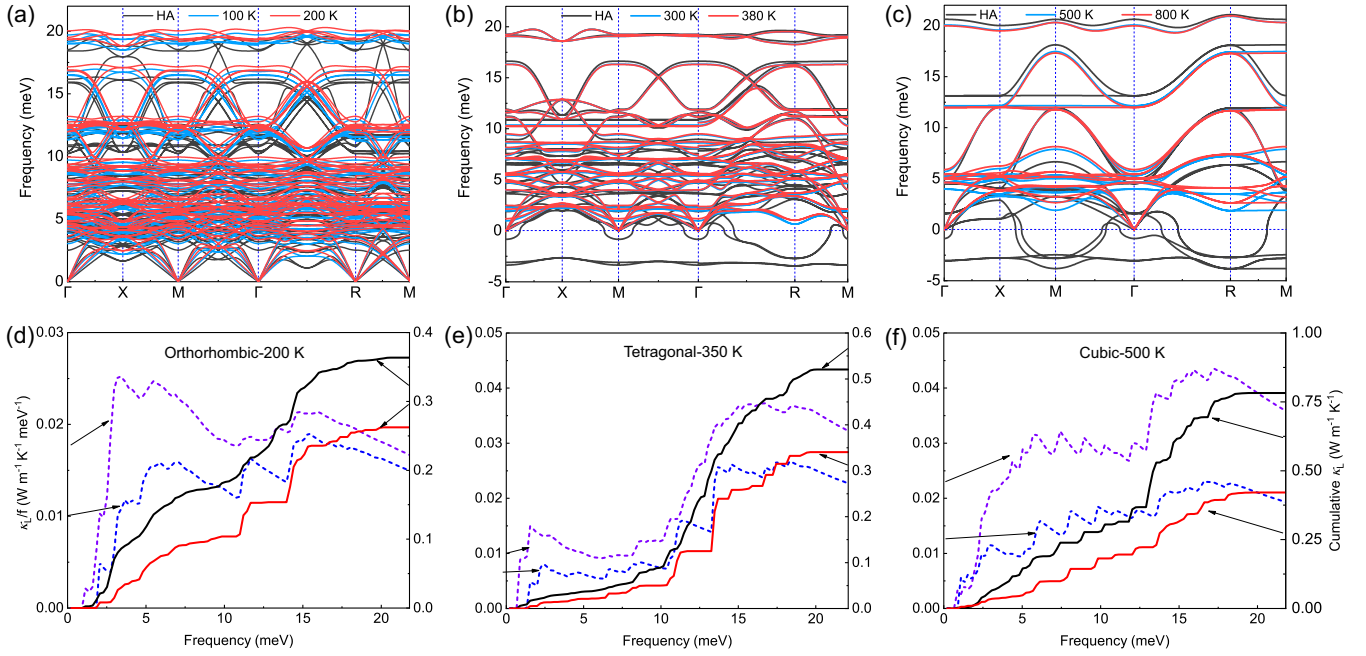 (a)
HA 100 K 200 K
Frequency (meV)
20
15
10
5
0
Γ X M Γ R M
(b)
HA 300 K 380 K
Frequency (meV)
20
15
10
5
0
-5
Γ X M Γ R M
(c)
HA 500 K 800 K
Frequency (meV)
20
15
10
5
0
-5
Γ X M Γ R M
(d)
Orthorhombic-200 K
κL/f (W m⁻¹ K⁻¹ meV⁻¹)
0.03
0.02
0.01
0.00
0.4
0.3
0.2
0.1
0.0
0 5 10 15 20
Frequency (meV)
(e)
Tetragonal-350 K
0.05
0.04
0.03
0.02
0.01
0.00
0.6
0.5
0.4
0.3
0.2
0.1
0.0
0 5 10 15 20
Frequency (meV)
(f)
Cubic-500 K
0.05
0.04
0.03
0.02
0.01
0.00
1.00
0.75
0.50
0.25
0.00
Cumulative κL (W m⁻¹ K⁻¹)
0 5 10 15 20
Frequency (meV)